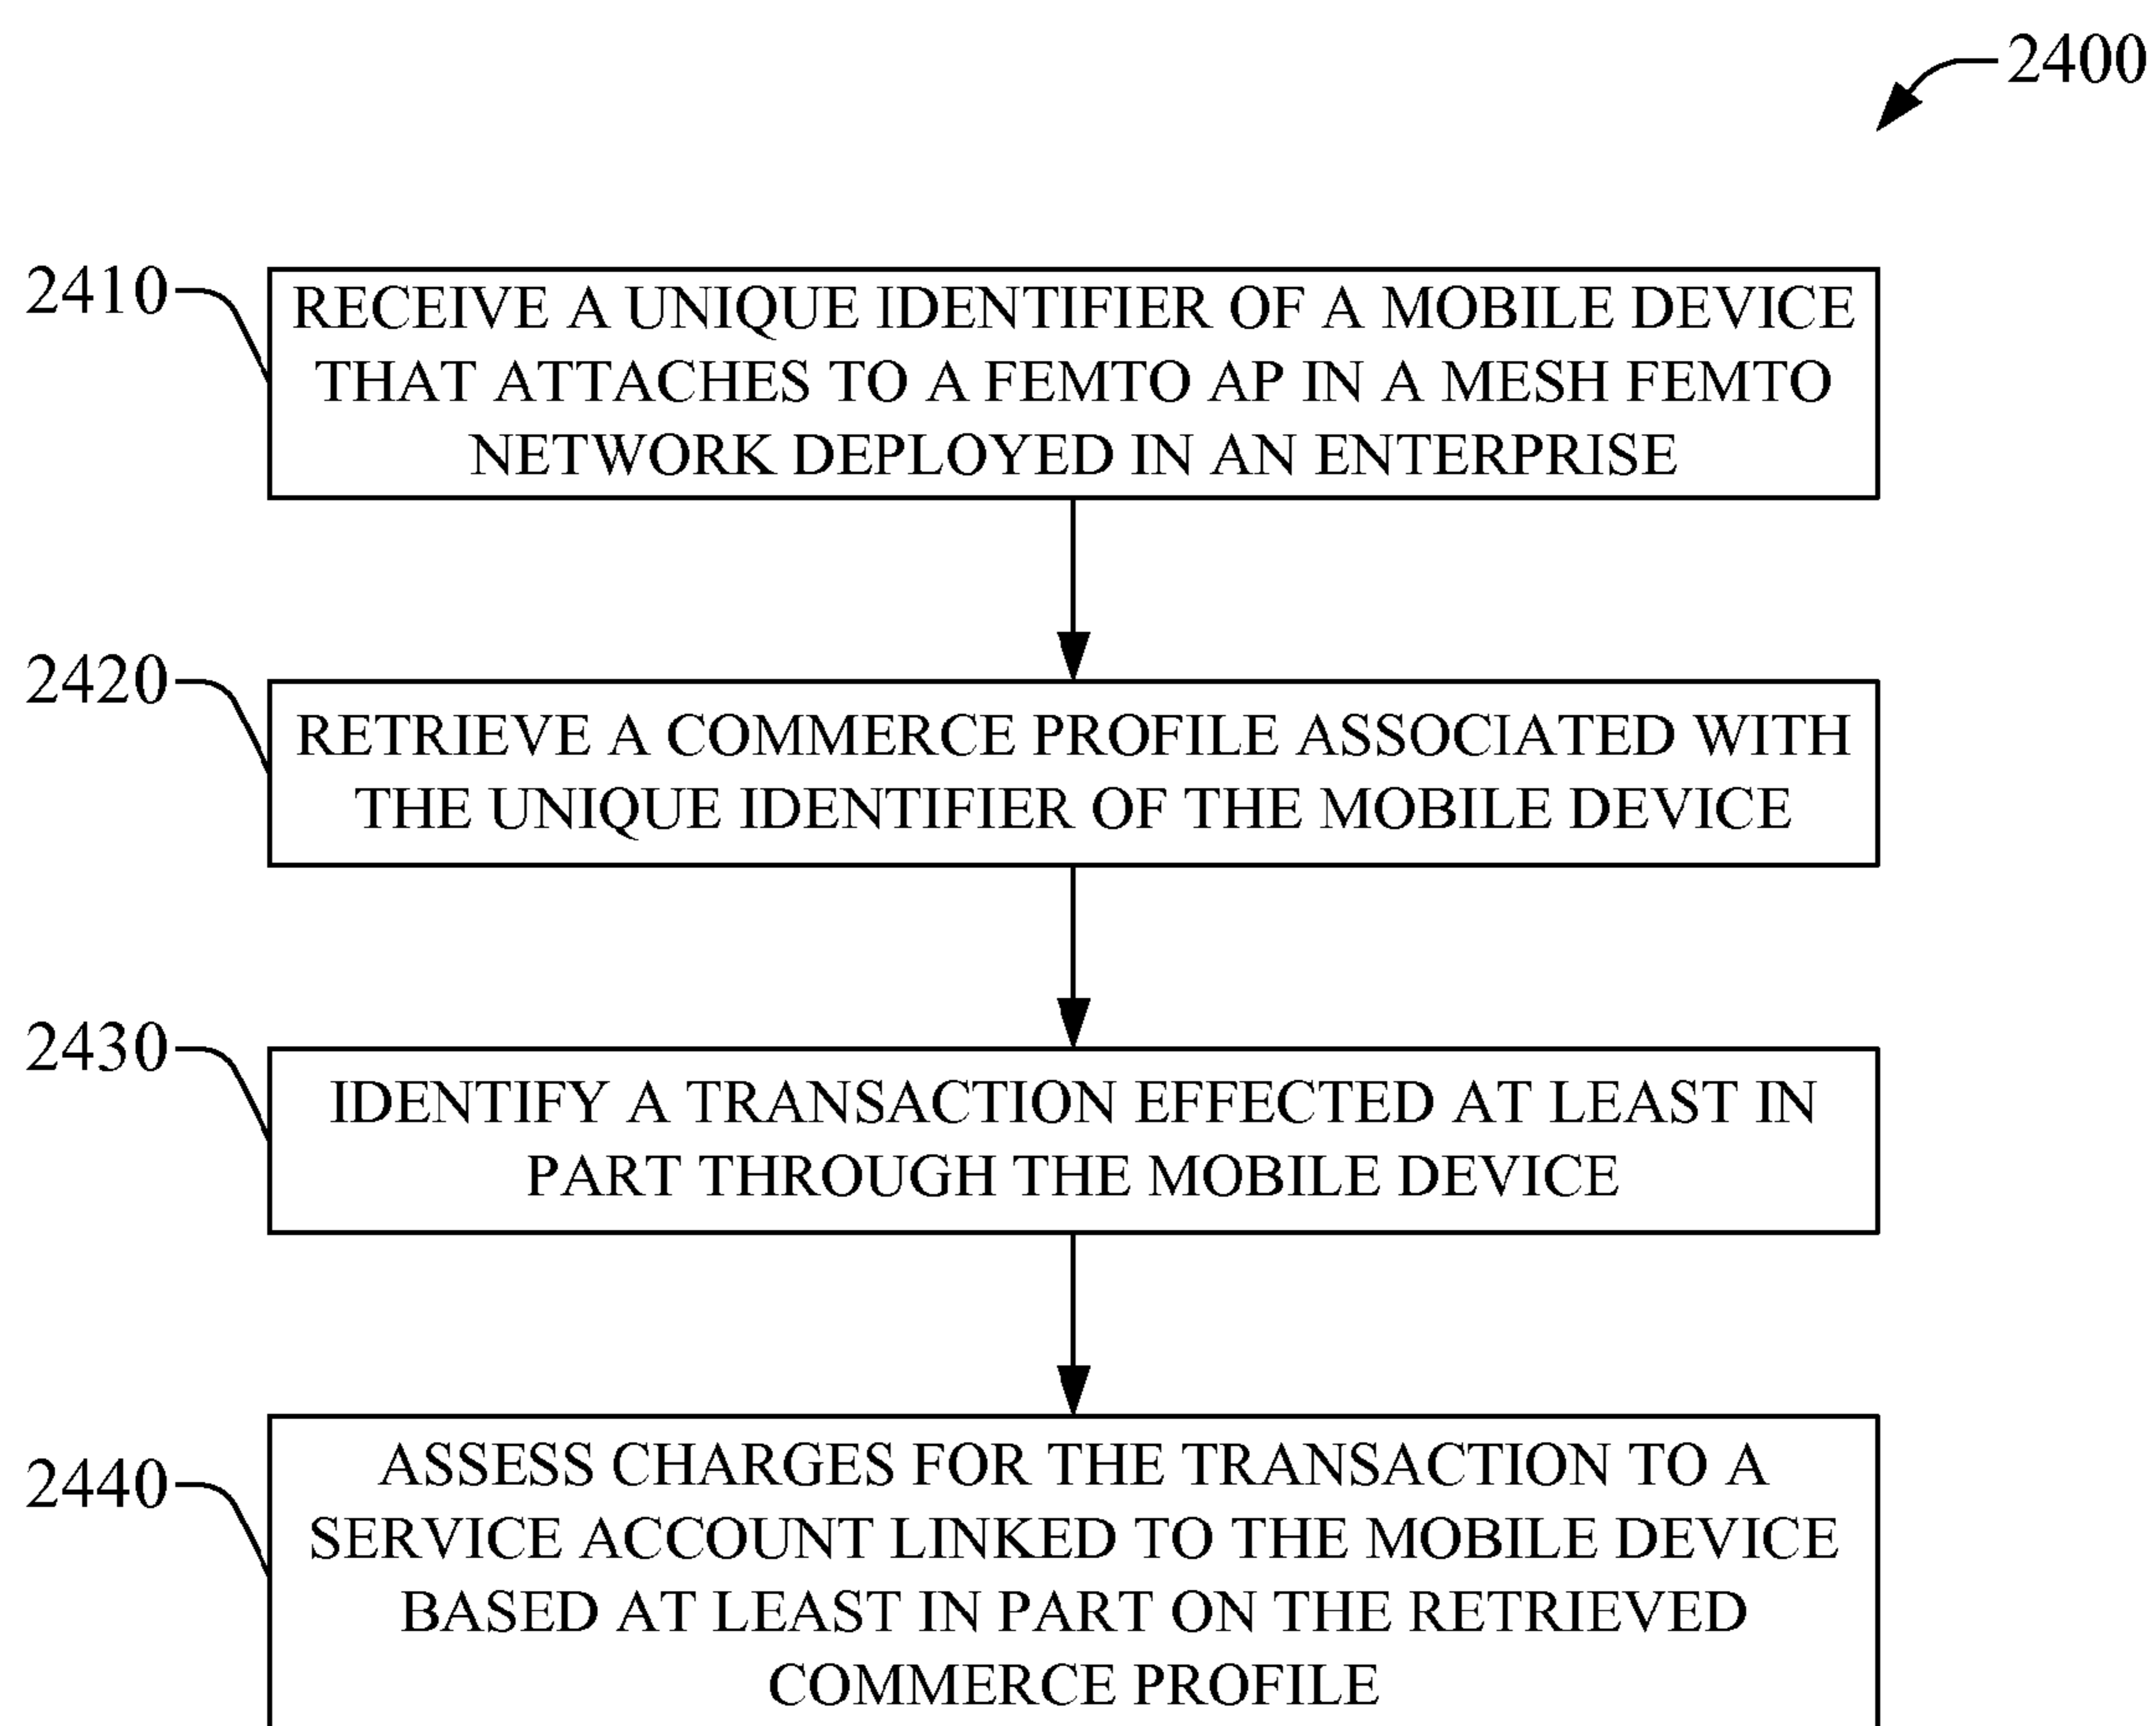 2400
2410
RECEIVE A UNIQUE IDENTIFIER OF A MOBILE DEVICE
THAT ATTACHES TO A FEMTO AP IN A MESH FEMTO
NETWORK DEPLOYED IN AN ENTERPRISE
2420
RETRIEVE A COMMERCE PROFILE ASSOCIATED WITH
THE UNIQUE IDENTIFIER OF THE MOBILE DEVICE
2430
IDENTIFY A TRANSACTION EFFECTED AT LEAST IN
PART THROUGH THE MOBILE DEVICE
2440
ASSESS CHARGES FOR THE TRANSACTION TO A
SERVICE ACCOUNT LINKED TO THE MOBILE DEVICE
BASED AT LEAST IN PART ON THE RETRIEVED
COMMERCE PROFILE